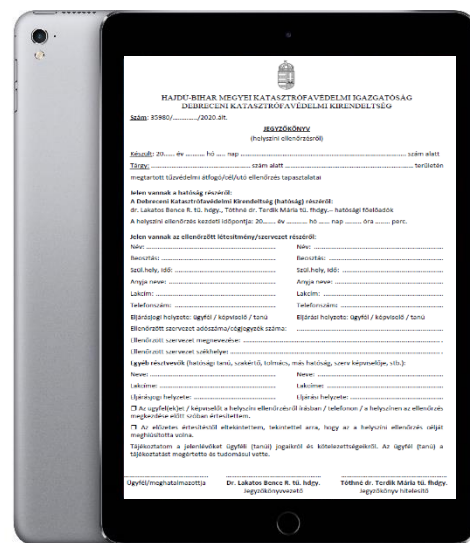 HAJDÚ-BIHAR MEGYEI KATASZTRÓFAVÉDELMI IGAZGATÓSÁG
DEBRECENI KATASZTRÓFAVÉDELMI KIRENDELTSÉG
Szám: 35980/............../2020.ált.
JEGYZŐKÖNYV
(helyszíni ellenőrzésről)
Készült: 20...... év ........... hó ..... nap ........................................ szám alatt
Tárgy: ........................................ szám alatt ........................................ területén
megtartott tűzvédelmi átfogó/cél/utó ellenőrzés tapasztalatai
Jelen vannak a hatóság részéről:
A Debreceni Katasztrófavédelmi Kirendeltség (hatóság) részéről:
dr. Lakatos Bence R. tű. hdgy., Tóthné dr. Terdik Mária tű. fhdgy.– hatósági főelőadók
A helyszíni ellenőrzés kezdeti időpontja: 20...... év ........... hó ...... nap ....... óra ....... perc.
Jelen vannak az ellenőrzött létesítmény/szervezet részéről:
Név: ........................................ Név: ........................................
Beosztás: ........................................ Beosztás: ........................................
Szül.hely, idő: ........................................ Szül.hely, idő: ........................................
Anyja neve: ........................................ Anyja neve: ........................................
Lakcím: ........................................ Lakcím: ........................................
Telefonszám: ........................................ Telefonszám: ........................................
Eljárásjogi helyzete: ügyfél / képviselő / tanú Eljárási helyzete: ügyfél / képviselő / tanú
Ellenőrzött szervezet adószáma/cégjegyzék száma: ........................................
Ellenőrzött szervezet megnevezése: ........................................
Ellenőrzött szervezet székhelye: ........................................
Egyéb résztvevők (hatósági tanú, szakértő, tolmács, más hatóság, szerv képviselője, stb.):
Neve: ........................................ Neve: ........................................
Lakcíme: ........................................ Lakcíme: ........................................
Eljárásjogi helyzete: ........................................ Eljárási helyzete: ........................................
☐ Az ügyfel(ek)et / képviselőt a helyszíni ellenőrzésről írásban / telefonon / a helyszínen az ellenőrzés
megkezdése előtt szóban értesítettem.
☐ Az előzetes értesítéstől eltekintettem, tekintettel arra, hogy az a helyszíni ellenőrzés célját
meghiúsította volna.
Tájékoztatom a jelenlévőket ügyféli (tanúi) jogaikról és kötelezettségeikről. Az ügyfél (tanú) a
tájékoztatást megértette és tudomásul vette.
Ügyfél/meghatalmazottja Dr. Lakatos Bence R. tű. hdgy. Tóthné dr. Terdik Mária tű. fhdgy.
Jegyzőkönyvvezető Jegyzőkönyv hitelesítő